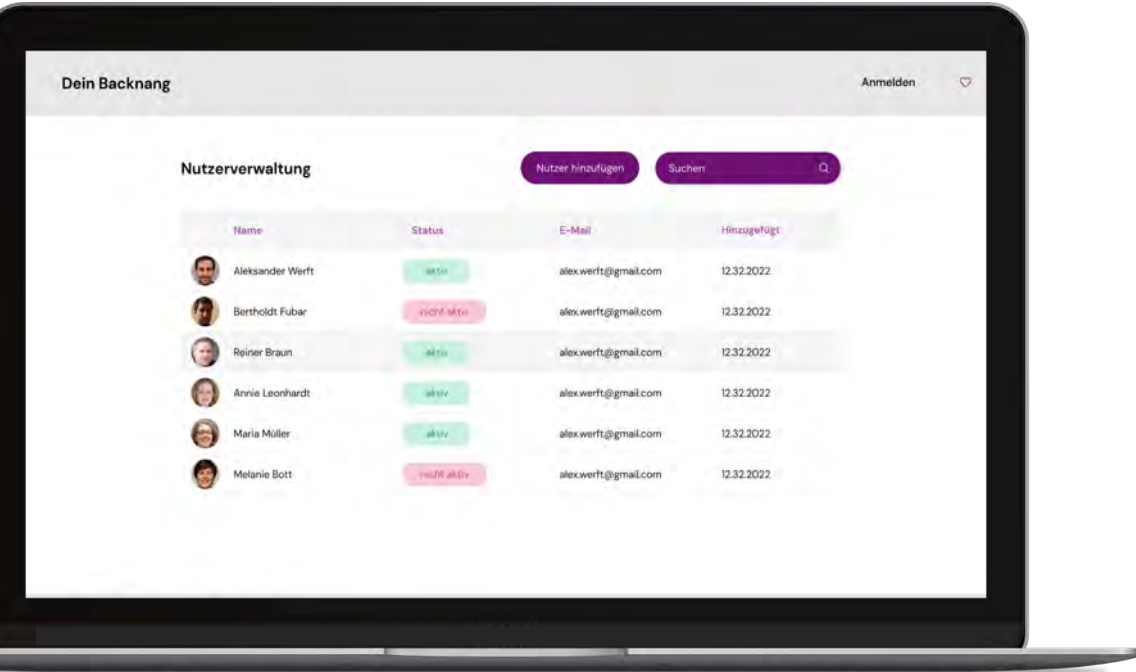 Dein Backnang Anmelden
Nutzerverwaltung Nutzer hinzufügen Suchen
Name Status E-Mail Hinzugefügt
Aleksander Werft aktiv alex.werft@gmail.com 12.32.2022
Bertholdt Fubar nicht aktiv alex.werft@gmail.com 12.32.2022
Reiner Braun aktiv alex.werft@gmail.com 12.32.2022
Annie Leonhardt aktiv alex.werft@gmail.com 12.32.2022
Maria Müller aktiv alex.werft@gmail.com 12.32.2022
Melanie Bott nicht aktiv alex.werft@gmail.com 12.32.2022